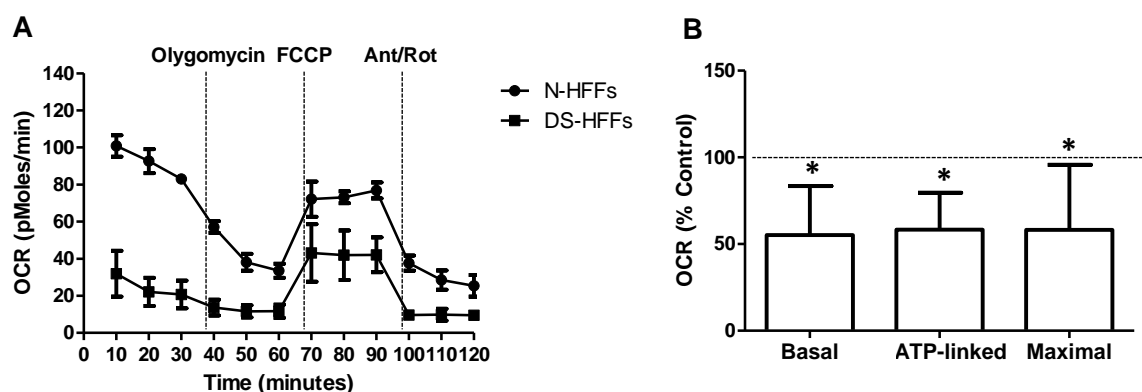 A
Olygomycin FCCP Ant/Rot
140
120
100
80
60
40
20
0
OCR (pMoles/min)
0 10 20 30 40 50 60 70 80 90 100 110 120
Time (minutes)
N-HFFs
DS-HFFs
B
150
100
50
0
OCR (% Control)
* * *
Basal ATP-linked Maximal